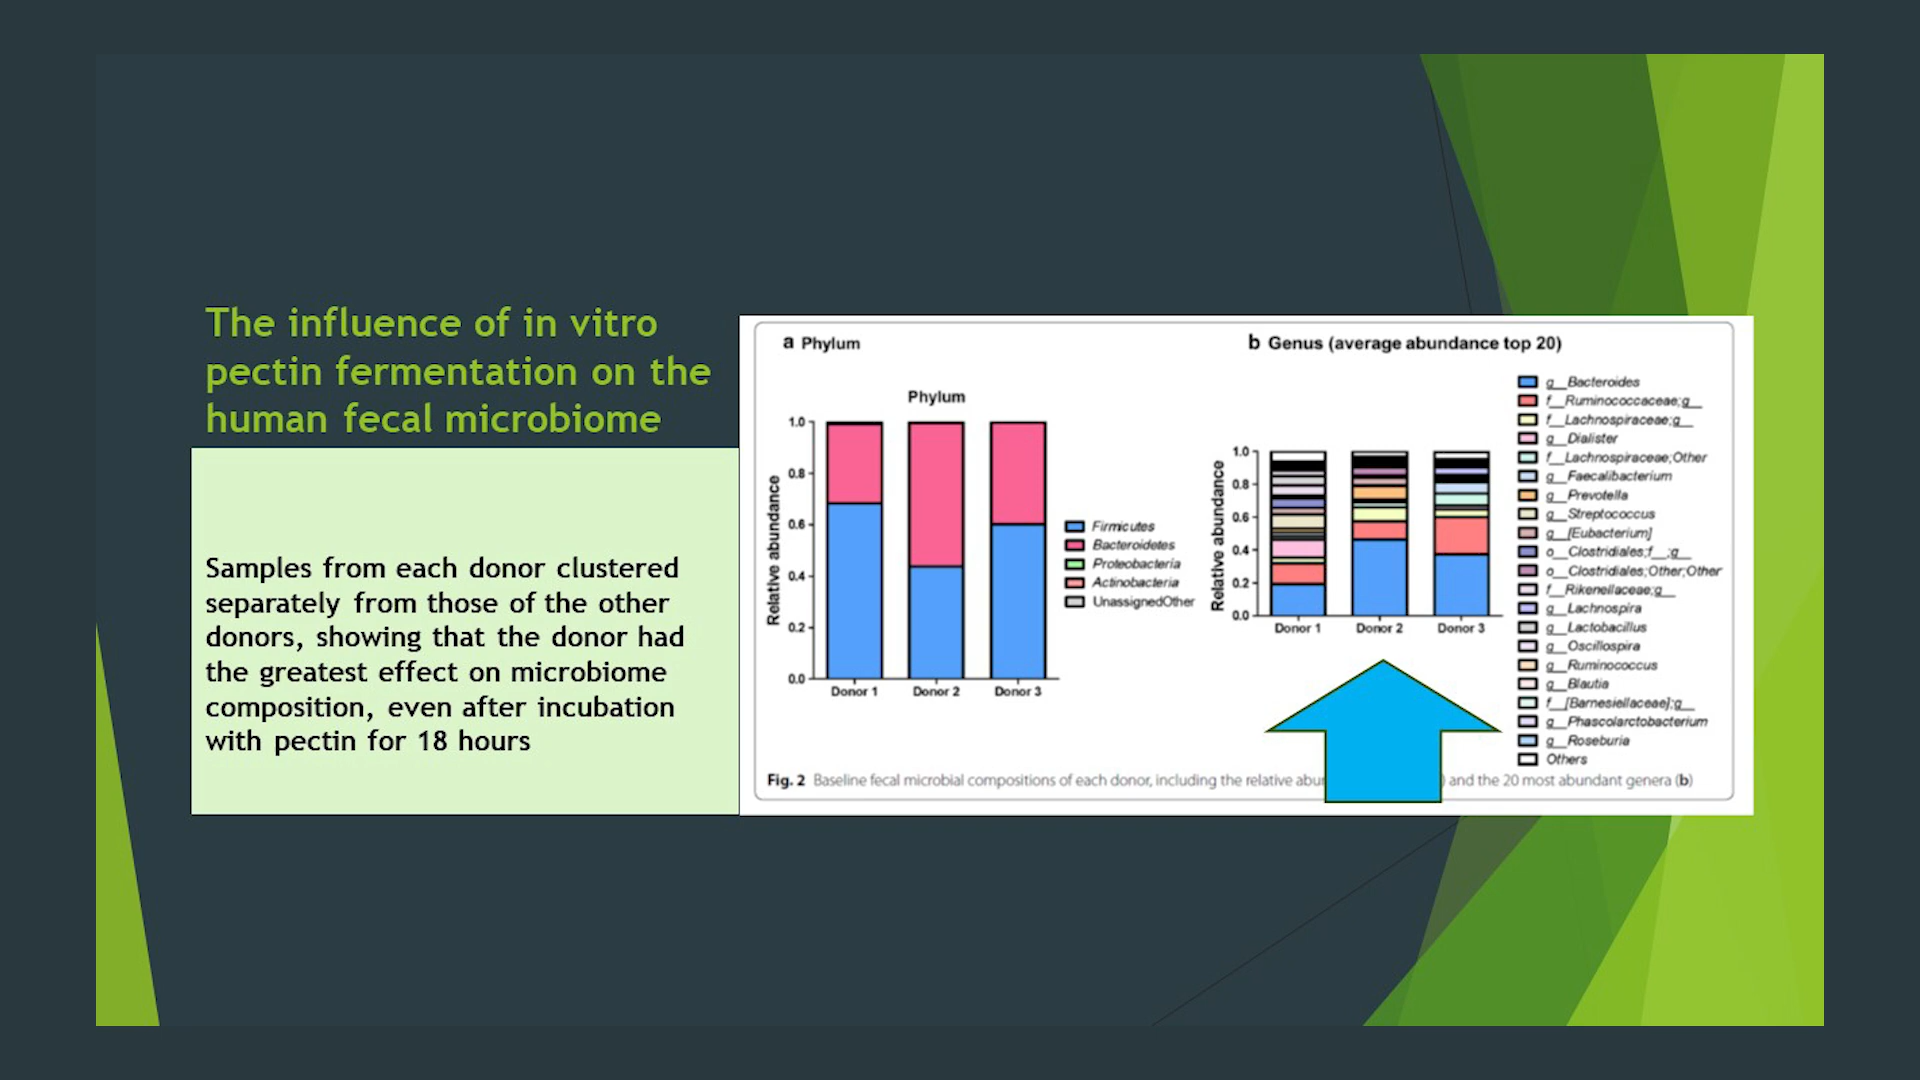 The influence of in vitro
pectin fermentation on the
human fecal microbiome
Samples from each donor clustered
separately from those of the other
donors, showing that the donor had
the greatest effect on microbiome
composition, even after incubation
with pectin for 18 hours
a Phylum
Phylum
Relative abundance
1.0
0.8
0.6
0.4
0.2
0.0
Donor 1 Donor 2 Donor 3
Firmicutes
Bacteroidetes
Proteobacteria
Actinobacteria
UnassignedOther
b Genus (average abundance top 20)
Relative abundance
1.0
0.8
0.6
0.4
0.2
0.0
Donor 1 Donor 2 Donor 3
g__Bacteroides
f__Ruminococcaceae;g__
f__Lachnospiraceae;g__
g__Dialister
f__Lachnospiraceae;Other
g__Faecalibacterium
g__Prevotella
g__Streptococcus
g__[Eubacterium]
o__Clostridiales;f__;g__
o__Clostridiales;Other;Other
f__Rikenellaceae;g__
g__Lachnospira
g__Lactobacillus
g__Oscillospira
g__Ruminococcus
g__Blautia
f__[Barnesiellaceae];g__
g__Phascolarctobacterium
g__Roseburia
Others
Fig. 2 Baseline fecal microbial compositions of each donor, including the relative abur ) and the 20 most abundant genera (b)